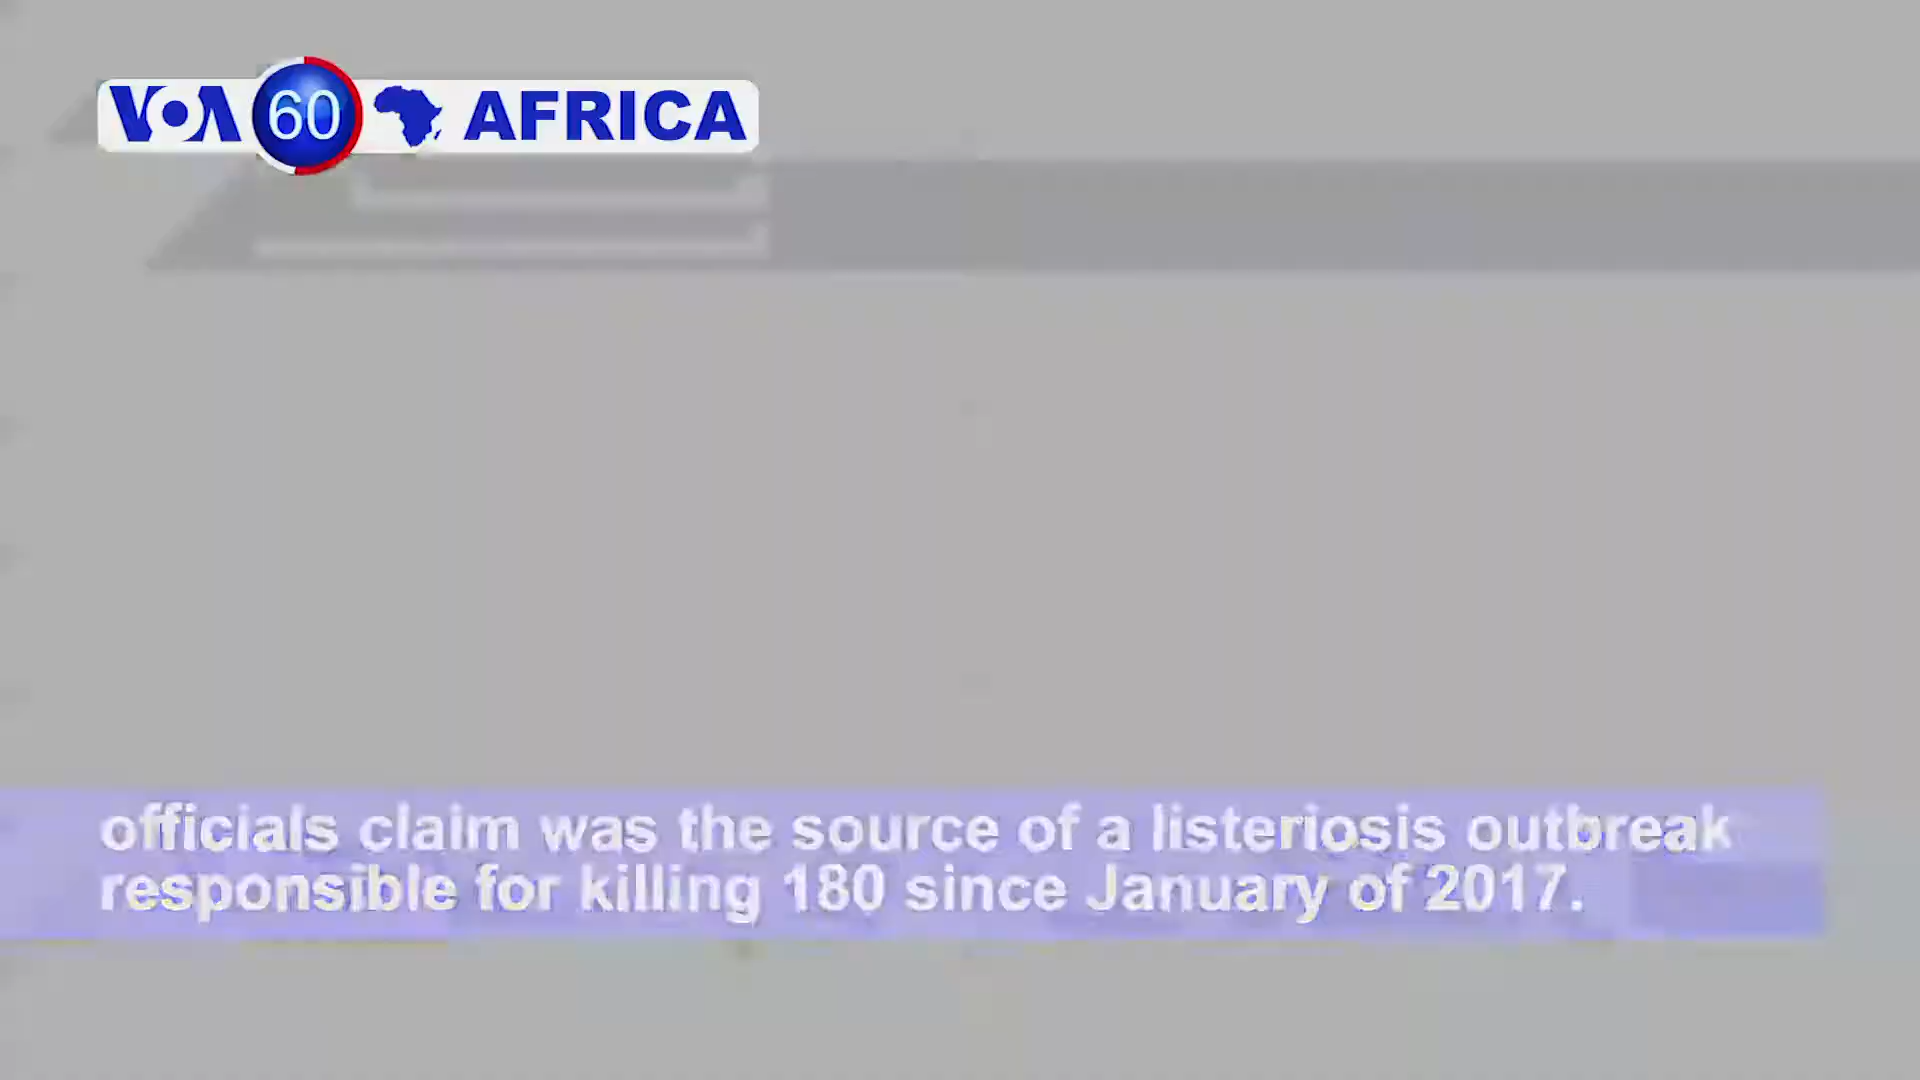 VOA 60 AFRICA
officials claim was the source of a listeriosis outbreak
responsible for killing 180 since January of 2017.